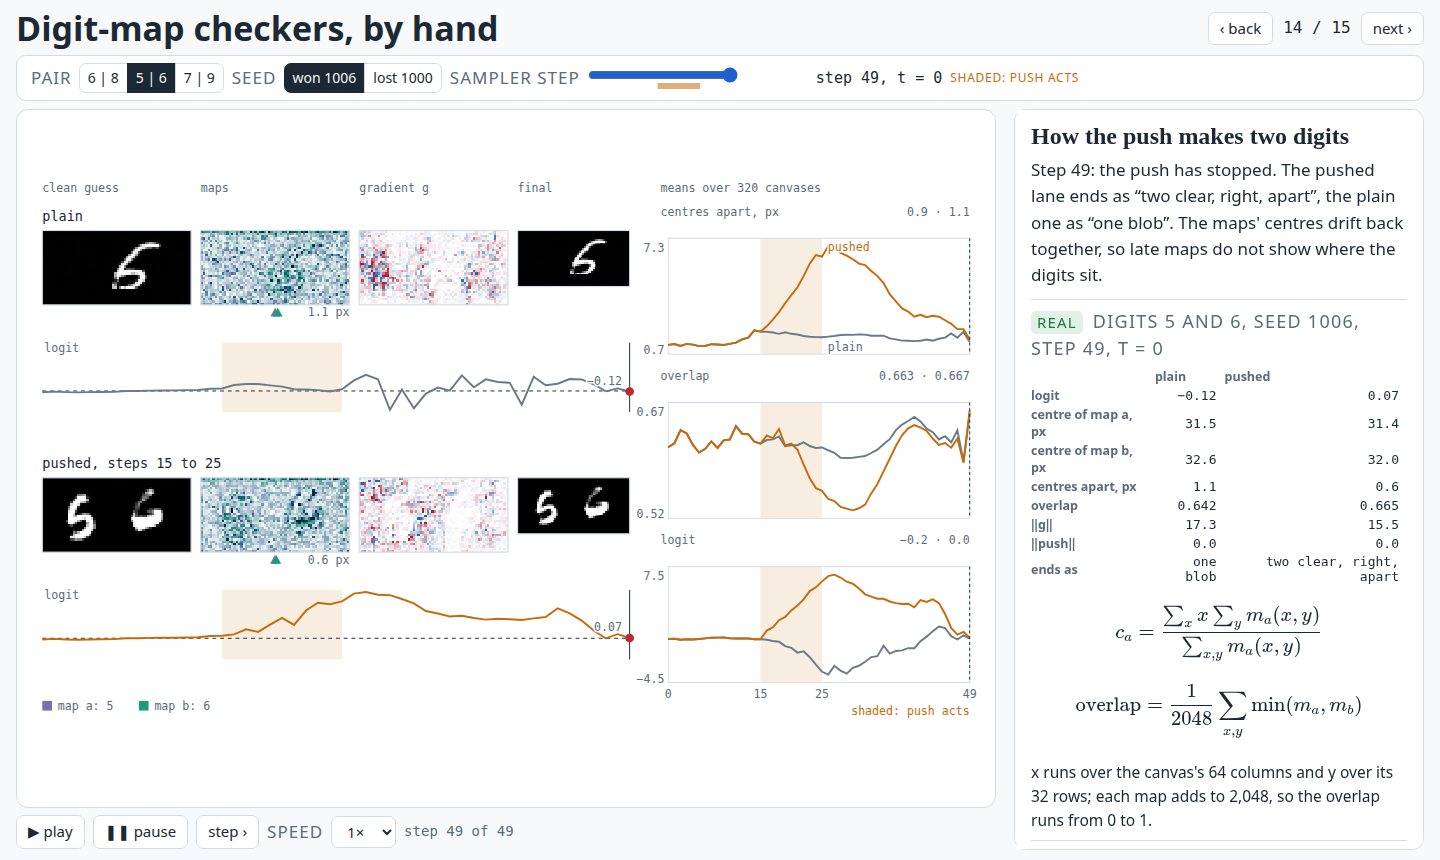 Digit-map checkers, by hand
‹ back 14 / 15 next ›
PAIR 6 | 8 5 | 6 7 | 9 SEED won 1006 lost 1000 SAMPLER STEP step 49, t = 0 SHADED: PUSH ACTS
clean guess maps gradient g final
plain
1.1 px
logit
−0.12
pushed, steps 15 to 25
0.6 px
logit
0.07
map a: 5 map b: 6
means over 320 canvases
centres apart, px 0.9 · 1.1
7.3
pushed
plain
0.7
overlap 0.663 · 0.667
0.67
0.52
logit −0.2 · 0.0
7.5
−4.5
0 15 25 49
shaded: push acts
▶ play ❚❚ pause step › SPEED 1× step 49 of 49
How the push makes two digits
Step 49: the push has stopped. The pushed
lane ends as “two clear, right, apart”, the plain
one as “one blob”. The maps' centres drift back
together, so late maps do not show where the
digits sit.
REAL DIGITS 5 AND 6, SEED 1006,
STEP 49, T = 0
plain pushed
logit −0.12 0.07
centre of map a, px 31.5 31.4
centre of map b, px 32.6 32.0
centres apart, px 1.1 0.6
overlap 0.642 0.665
||g|| 17.3 15.5
||push|| 0.0 0.0
ends as one blob two clear, right, apart
c_a = ∑_x x ∑_y m_a(x, y) / ∑_{x,y} m_a(x, y)
overlap = 1/2048 ∑_{x,y} min(m_a, m_b)
x runs over the canvas's 64 columns and y over its
32 rows; each map adds to 2,048, so the overlap
runs from 0 to 1.